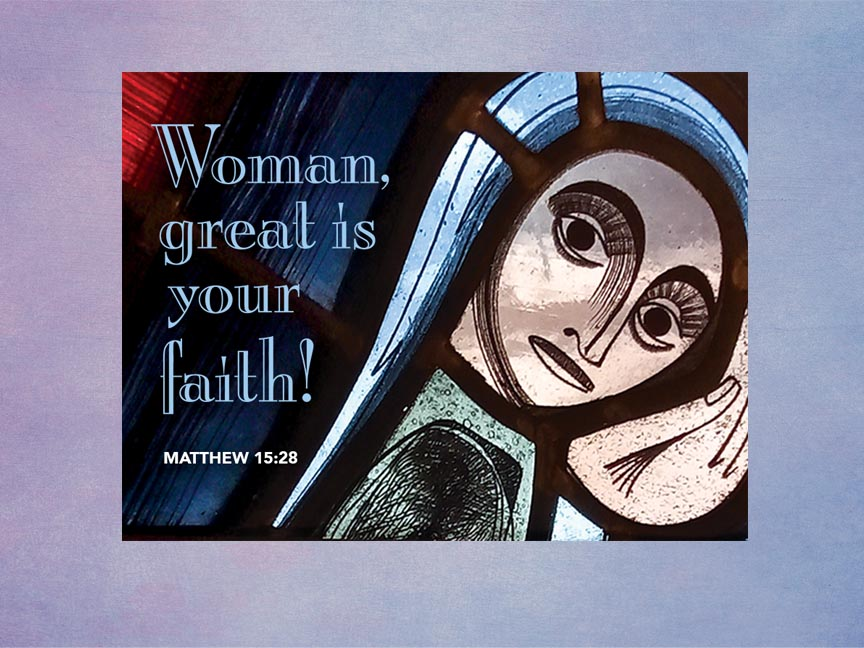 Woman,
great is
your
faith!
MATTHEW 15:28